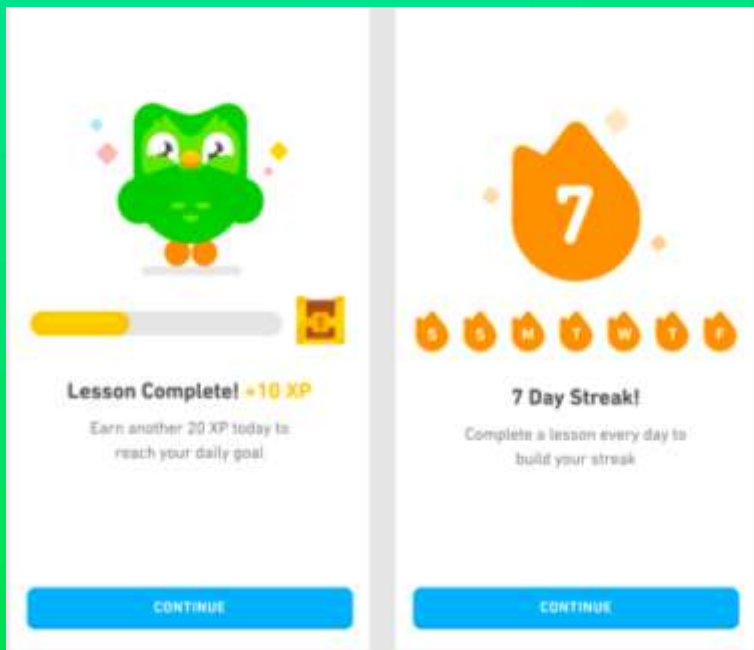 Lesson Complete! +10 XP
Earn another 20 XP today to
reach your daily goal
CONTINUE
7
S S M T W T F
7 Day Streak!
Complete a lesson every day to
build your streak
CONTINUE